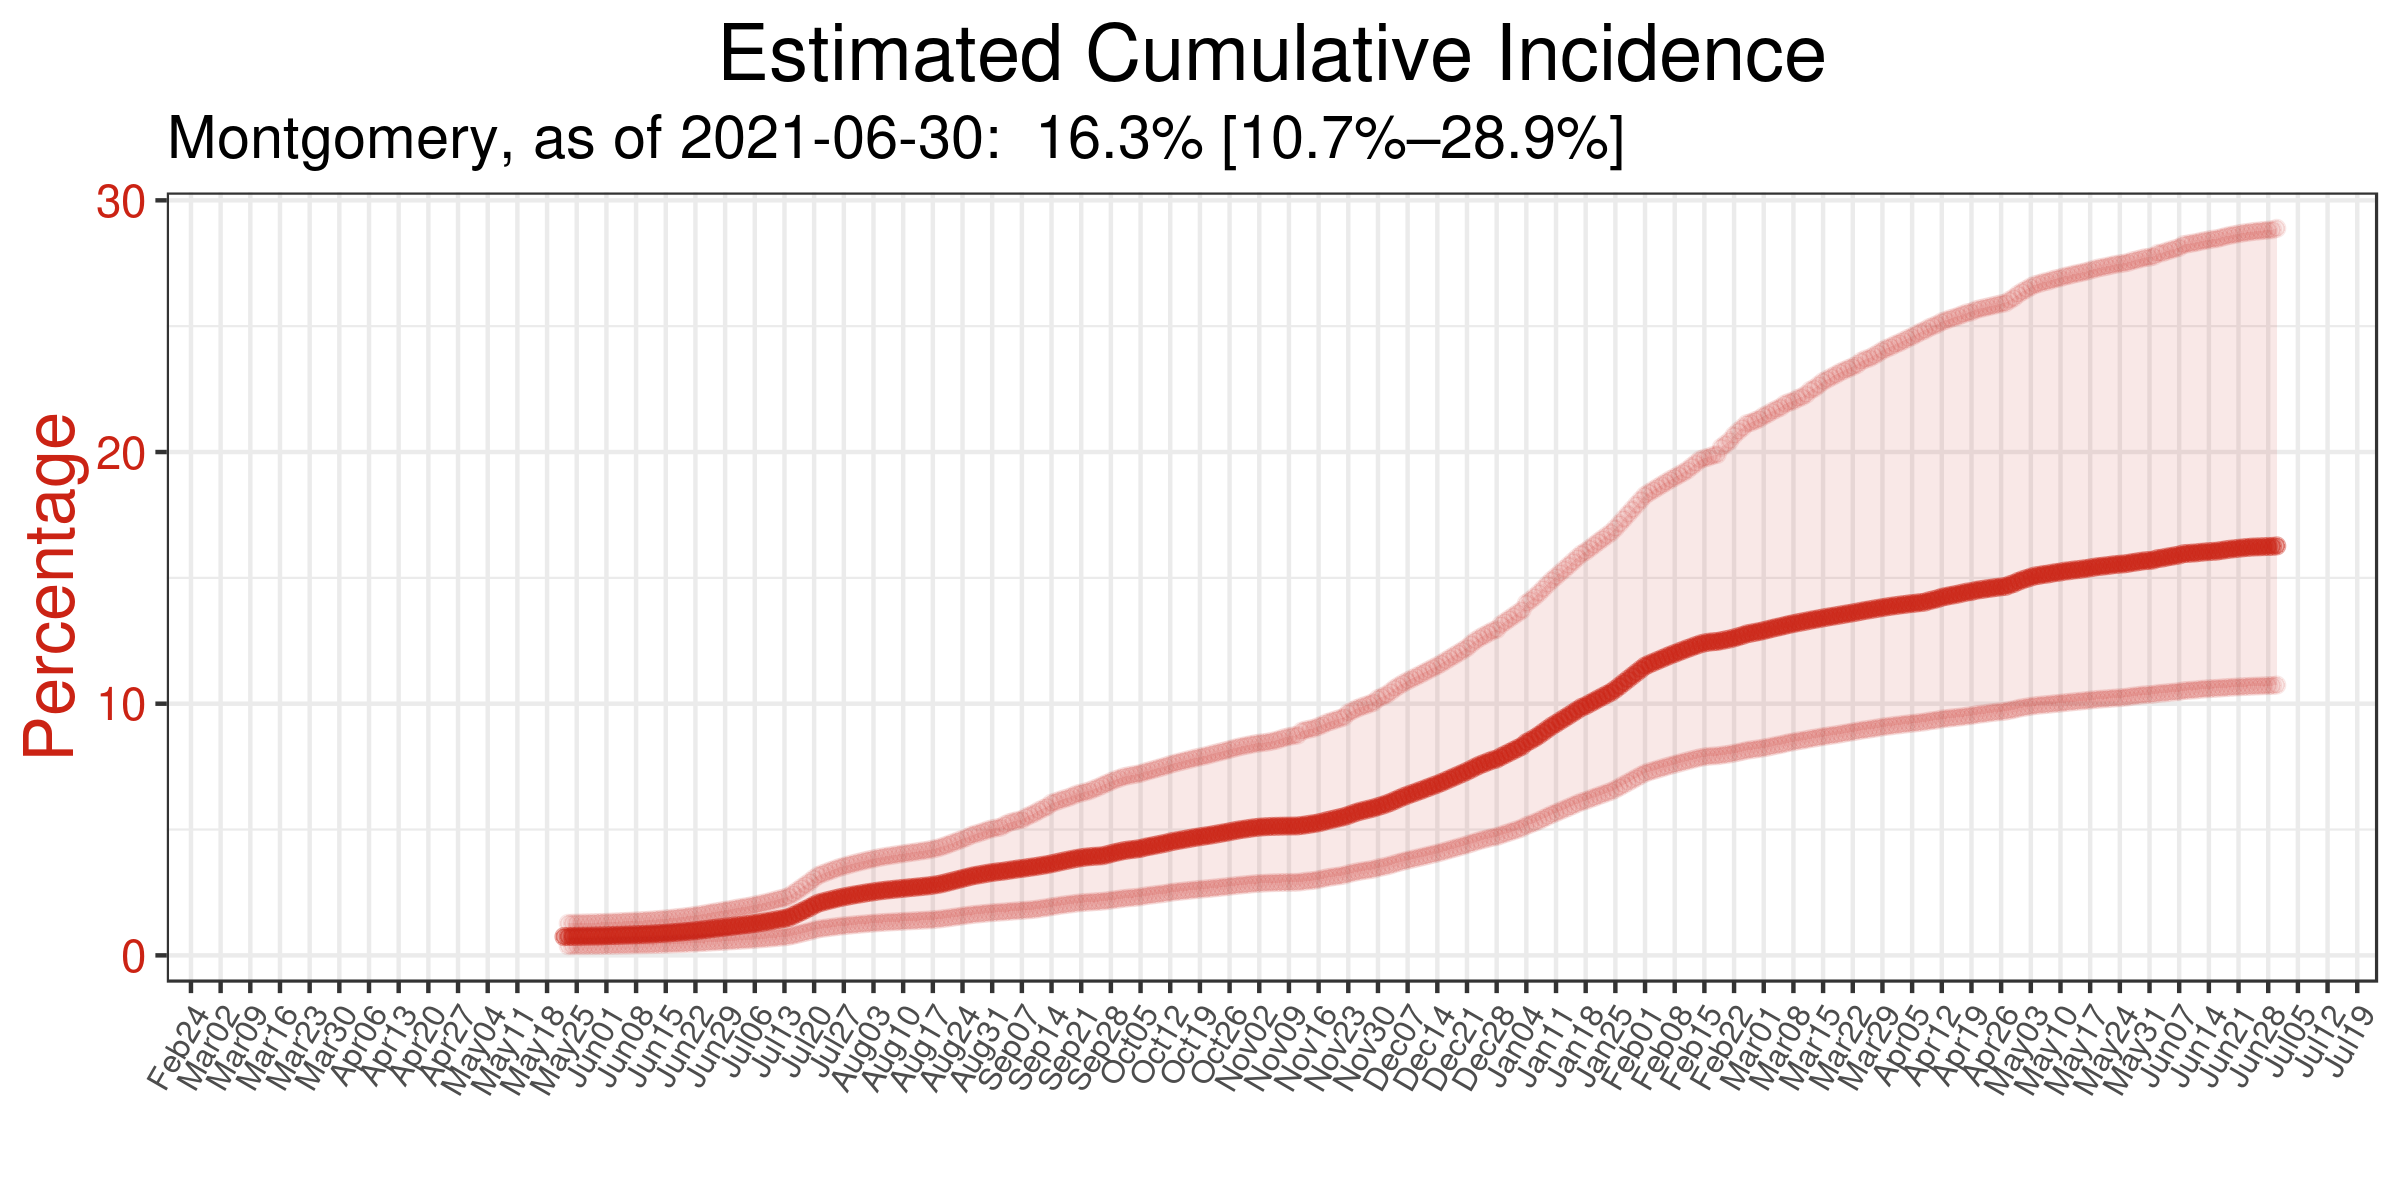 Estimated Cumulative Incidence
Montgomery, as of 2021-06-30:  16.3% [10.7%–28.9%]
Percentage
30
20
10
0
Feb24
Mar02
Mar09
Mar16
Mar23
Mar30
Apr06
Apr13
Apr20
Apr27
May04
May11
May18
May25
Jun01
Jun08
Jun15
Jun22
Jun29
Jul06
Jul13
Jul20
Jul27
Aug03
Aug10
Aug17
Aug24
Aug31
Sep07
Sep14
Sep21
Sep28
Oct05
Oct12
Oct19
Oct26
Nov02
Nov09
Nov16
Nov23
Nov30
Dec07
Dec14
Dec21
Dec28
Jan04
Jan11
Jan18
Jan25
Feb01
Feb08
Feb15
Feb22
Mar01
Mar08
Mar15
Mar22
Mar29
Apr05
Apr12
Apr19
Apr26
May03
May10
May17
May24
May31
Jun07
Jun14
Jun21
Jun28
Jul05
Jul12
Jul19